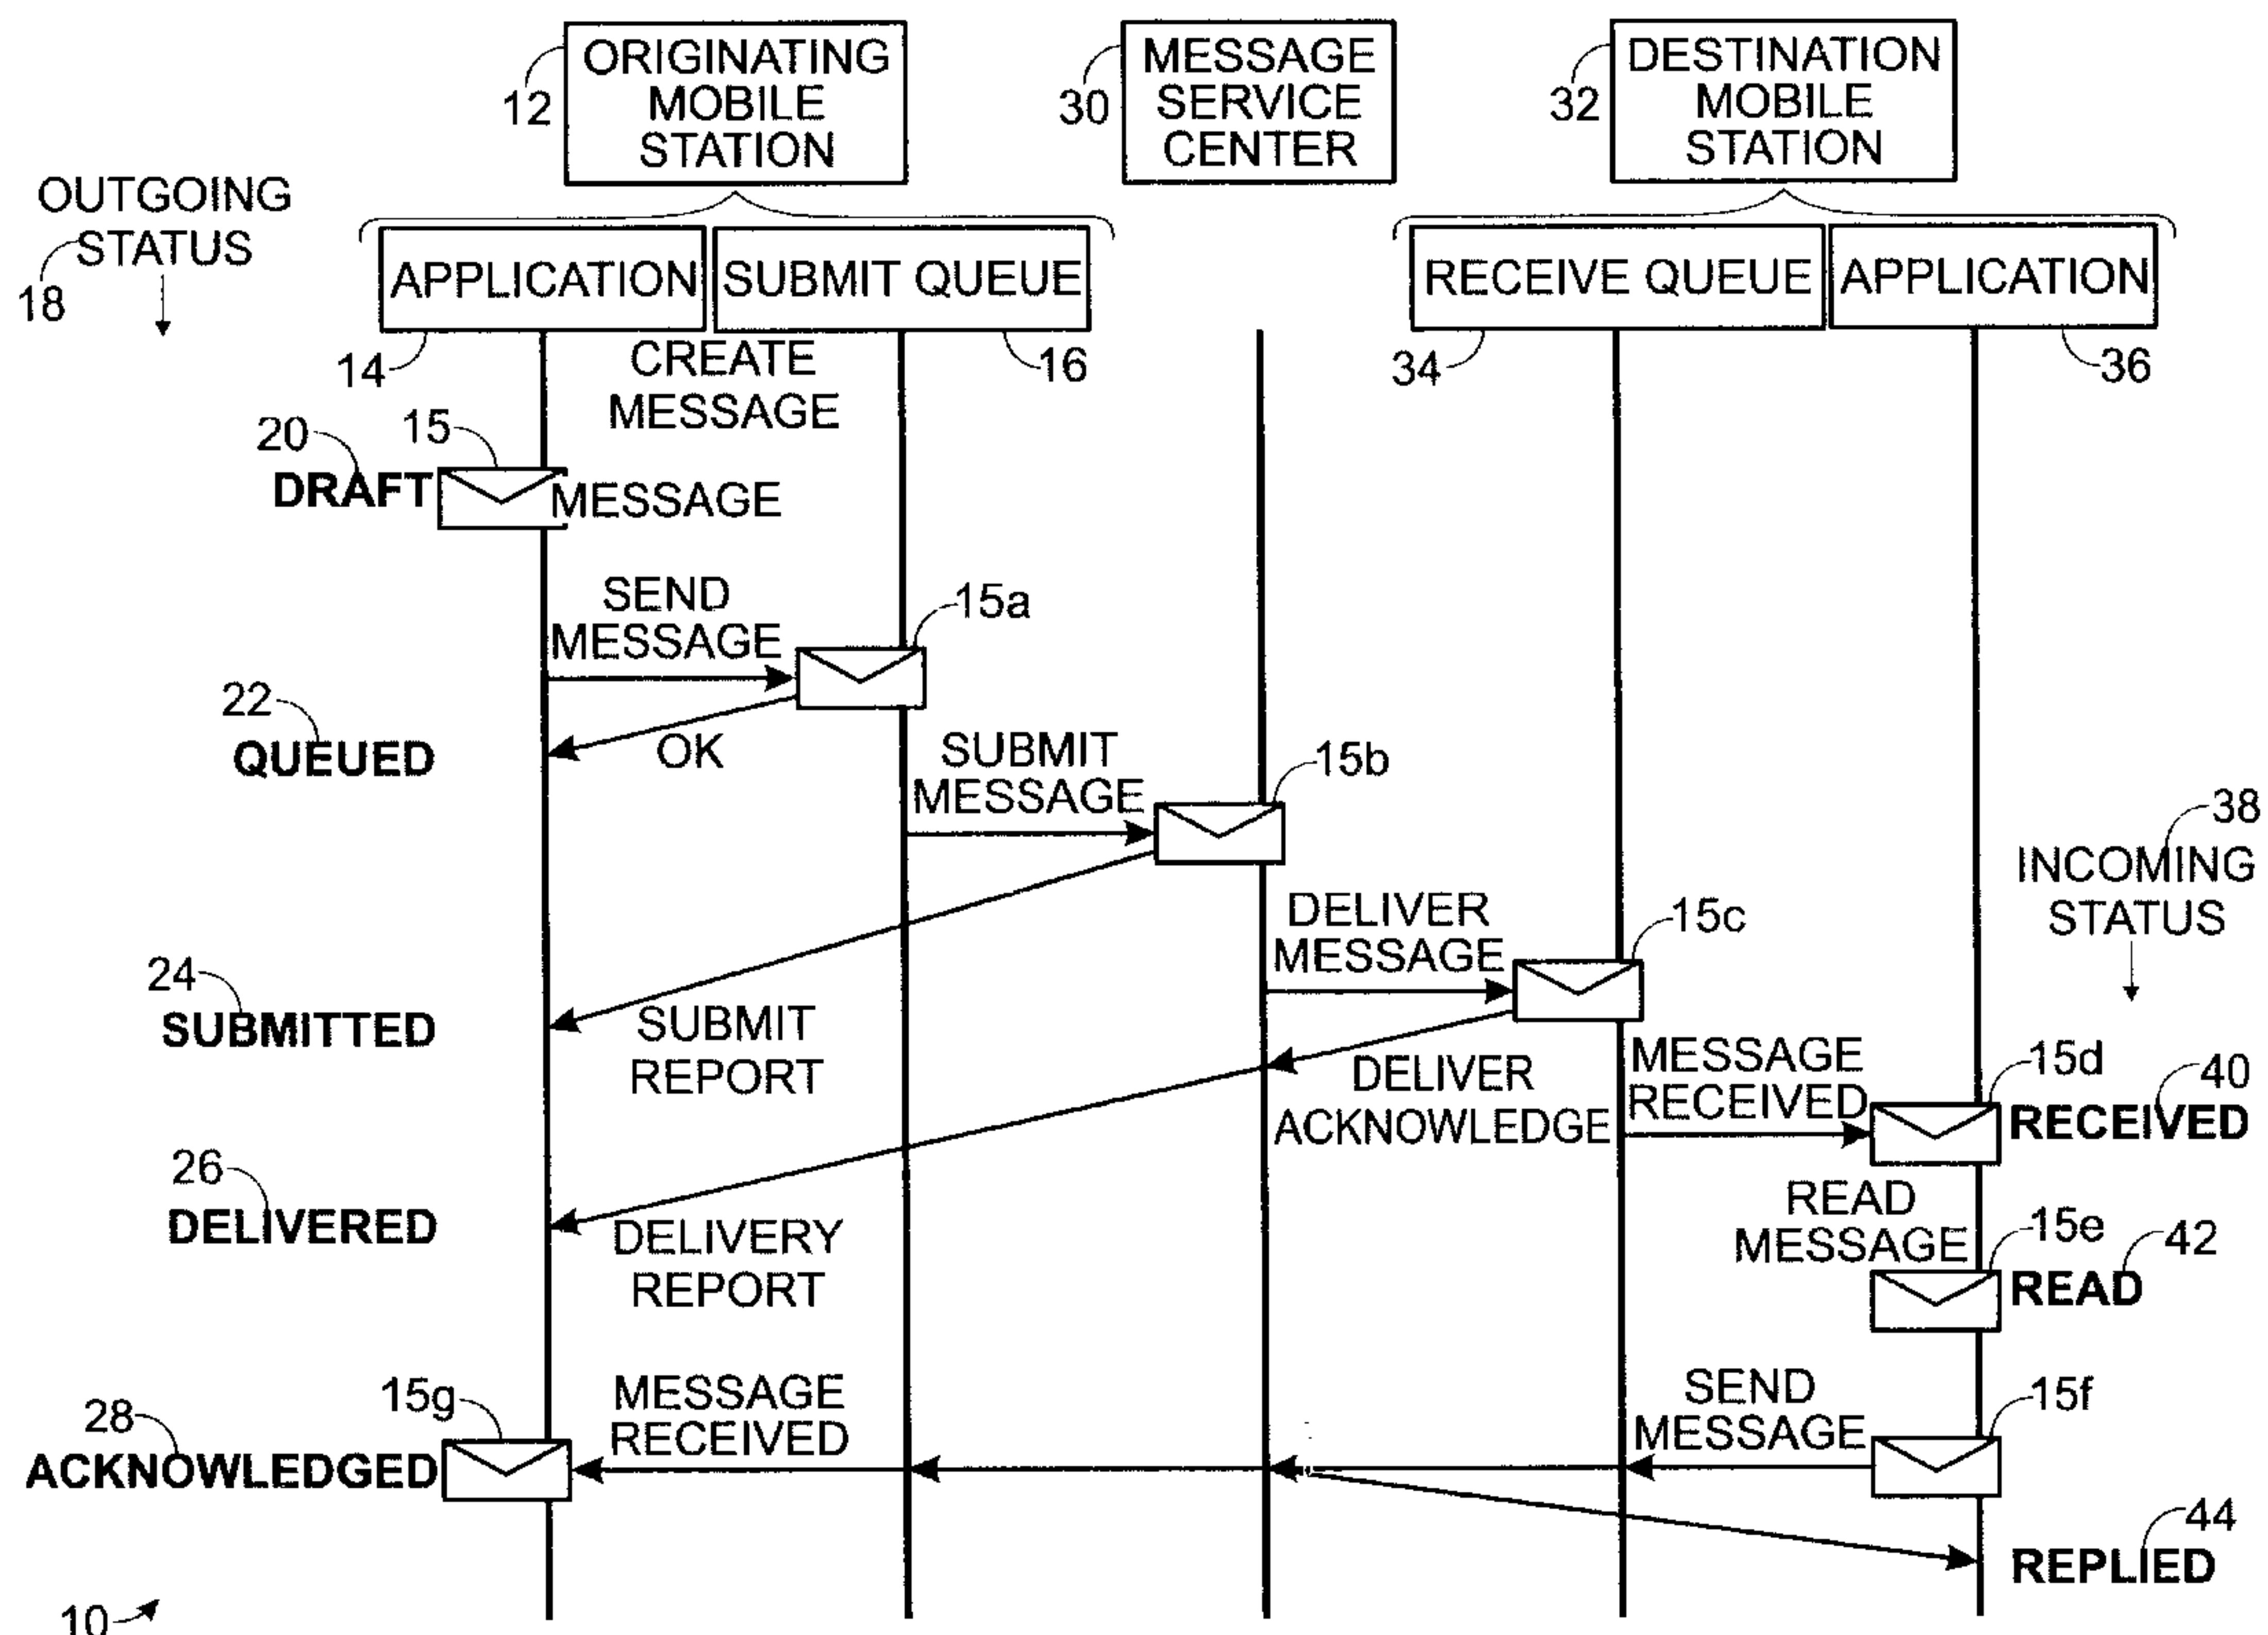 ORIGINATING
MOBILE
STATION
12
MESSAGE
SERVICE
CENTER
30
DESTINATION
MOBILE
STATION
32
OUTGOING
STATUS
18
APPLICATION
SUBMIT QUEUE
RECEIVE QUEUE
APPLICATION
14
16
34
36
CREATE
MESSAGE
20
15
DRAFT
MESSAGE
SEND
MESSAGE
15a
22
QUEUED
OK
SUBMIT
MESSAGE
15b
38
INCOMING
STATUS
DELIVER
MESSAGE
15c
24
SUBMITTED
SUBMIT
REPORT
DELIVER
ACKNOWLEDGE
MESSAGE
RECEIVED
15d
40
RECEIVED
26
DELIVERED
DELIVERY
REPORT
READ
MESSAGE
15e
42
READ
28
ACKNOWLEDGED
15g
MESSAGE
RECEIVED
SEND
MESSAGE
15f
44
REPLIED
10